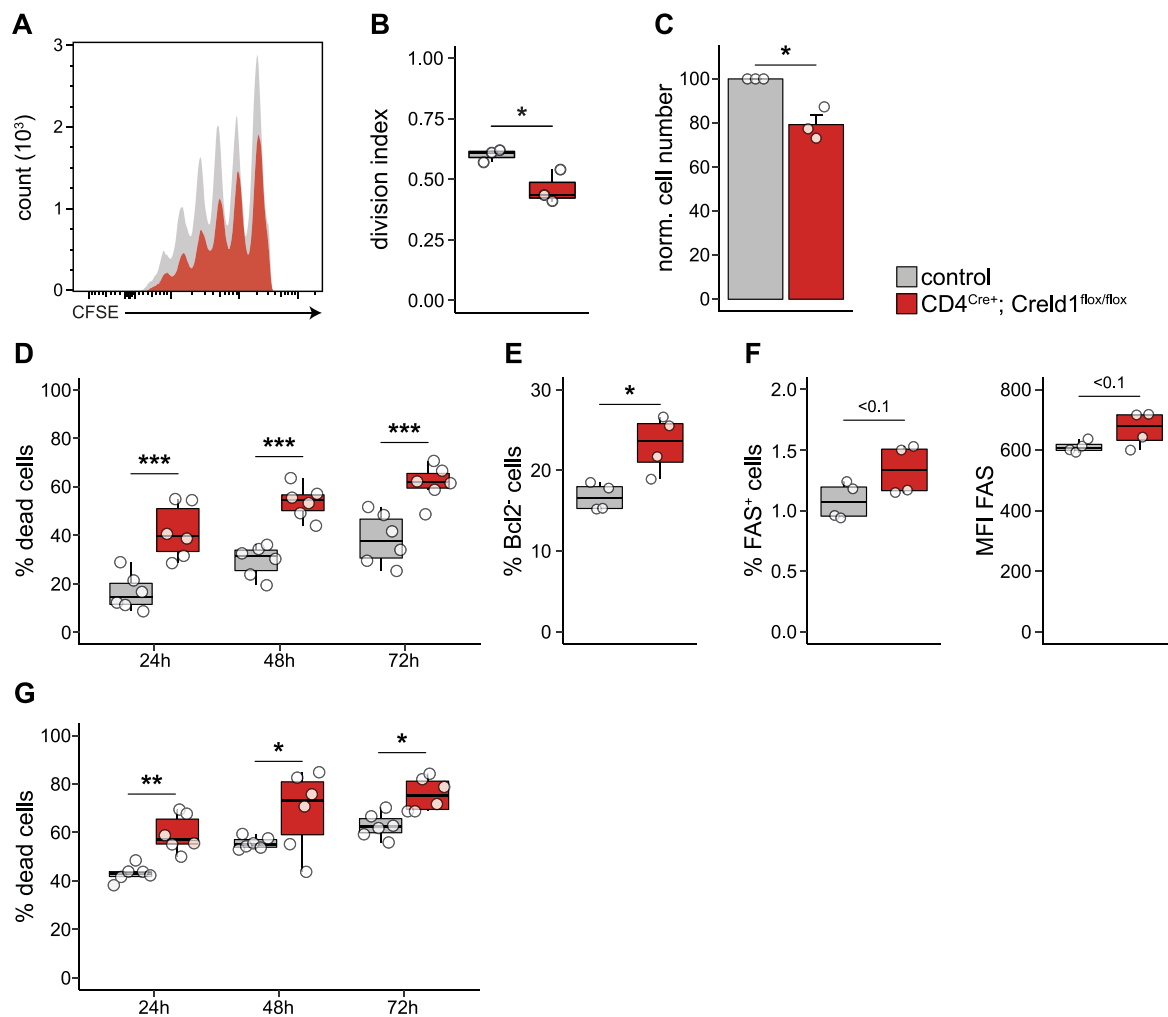 A
3
2
1
0
count (10³)
CFSE
B
1.00
0.75
0.50
0.25
0.00
division index
*
C
100
80
60
40
20
0
norm. cell number
*
control
CD4ᶜʳᵉ⁺; Creld1ᶠˡᵒˣ/ᶠˡᵒˣ
D
100
80
60
40
20
0
% dead cells
***
***
***
24h
48h
72h
E
30
20
10
0
% Bcl2⁻ cells
*
F
2.0
1.5
1.0
0.5
0.0
% FAS⁺ cells
<0.1
800
600
400
200
0
MFI FAS
<0.1
G
100
80
60
40
20
0
% dead cells
**
*
*
24h
48h
72h